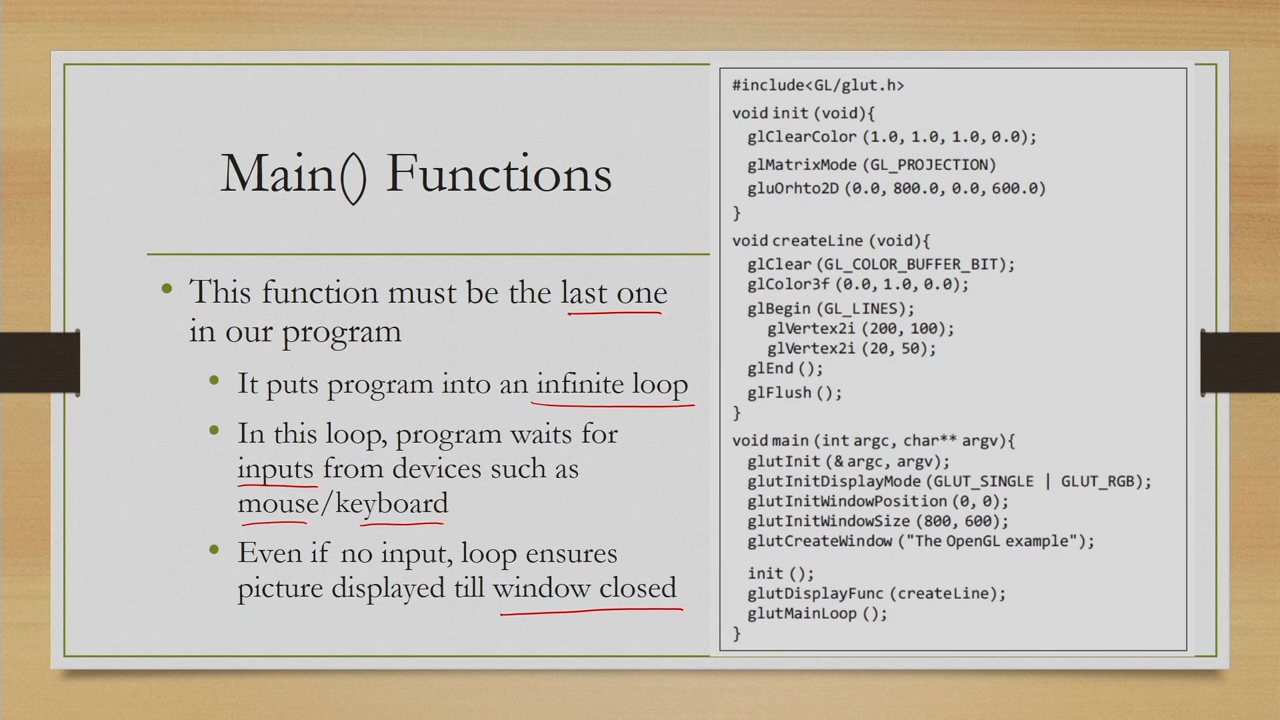 Main() Functions
• This function must be the last one
in our program
• It puts program into an infinite loop
• In this loop, program waits for
inputs from devices such as
mouse/keyboard
• Even if no input, loop ensures
picture displayed till window closed
#include<GL/glut.h>
void init (void){
glClearColor (1.0, 1.0, 1.0, 0.0);
glMatrixMode (GL_PROJECTION)
gluOrhto2D (0.0, 800.0, 0.0, 600.0)
}
void createLine (void){
glClear (GL_COLOR_BUFFER_BIT);
glColor3f (0.0, 1.0, 0.0);
glBegin (GL_LINES);
glVertex2i (200, 100);
glVertex2i (20, 50);
glEnd ();
glFlush ();
}
void main (int argc, char** argv){
glutInit (& argc, argv);
glutInitDisplayMode (GLUT_SINGLE | GLUT_RGB);
glutInitWindowPosition (0, 0);
glutInitWindowSize (800, 600);
glutCreateWindow ("The OpenGL example");
init ();
glutDisplayFunc (createLine);
glutMainLoop ();
}